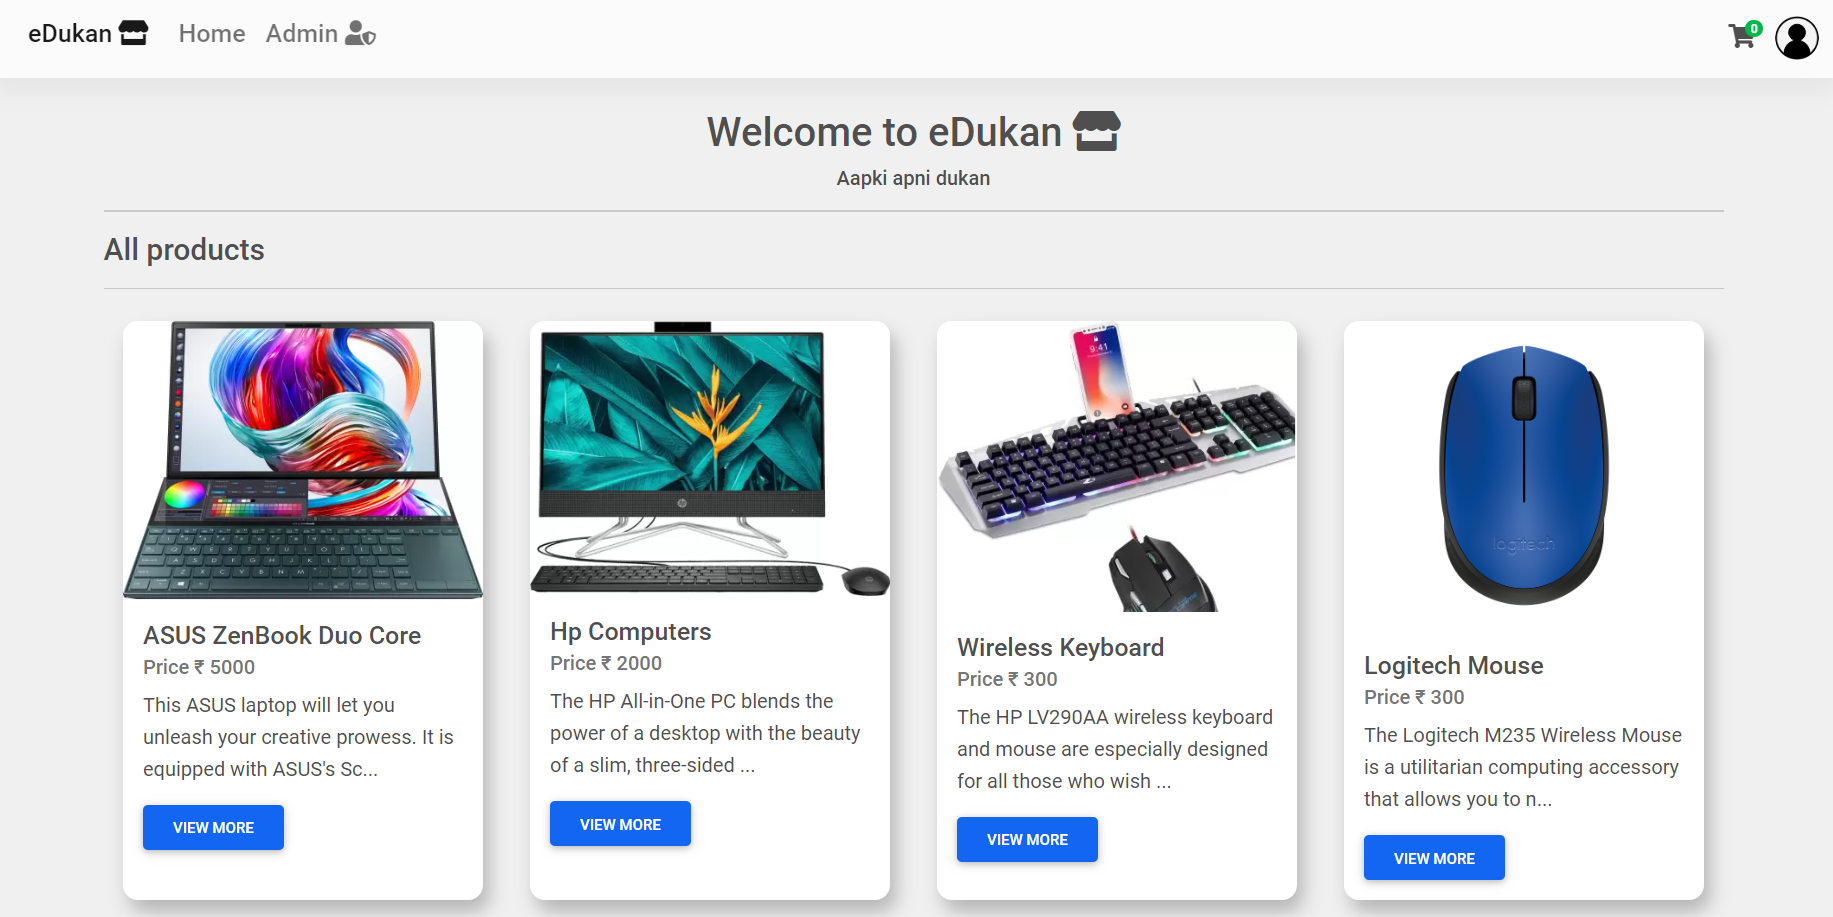 eDukan Home Admin 0
Welcome to eDukan
Aapki apni dukan
All products
9:41
logitech
ASUS ZenBook Duo Core
Price ₹ 5000
This ASUS laptop will let you
unleash your creative prowess. It is
equipped with ASUS's Sc...
VIEW MORE
Hp Computers
Price ₹ 2000
The HP All-in-One PC blends the
power of a desktop with the beauty
of a slim, three-sided ...
VIEW MORE
Wireless Keyboard
Price ₹ 300
The HP LV290AA wireless keyboard
and mouse are especially designed
for all those who wish ...
VIEW MORE
Logitech Mouse
Price ₹ 300
The Logitech M235 Wireless Mouse
is a utilitarian computing accessory
that allows you to n...
VIEW MORE